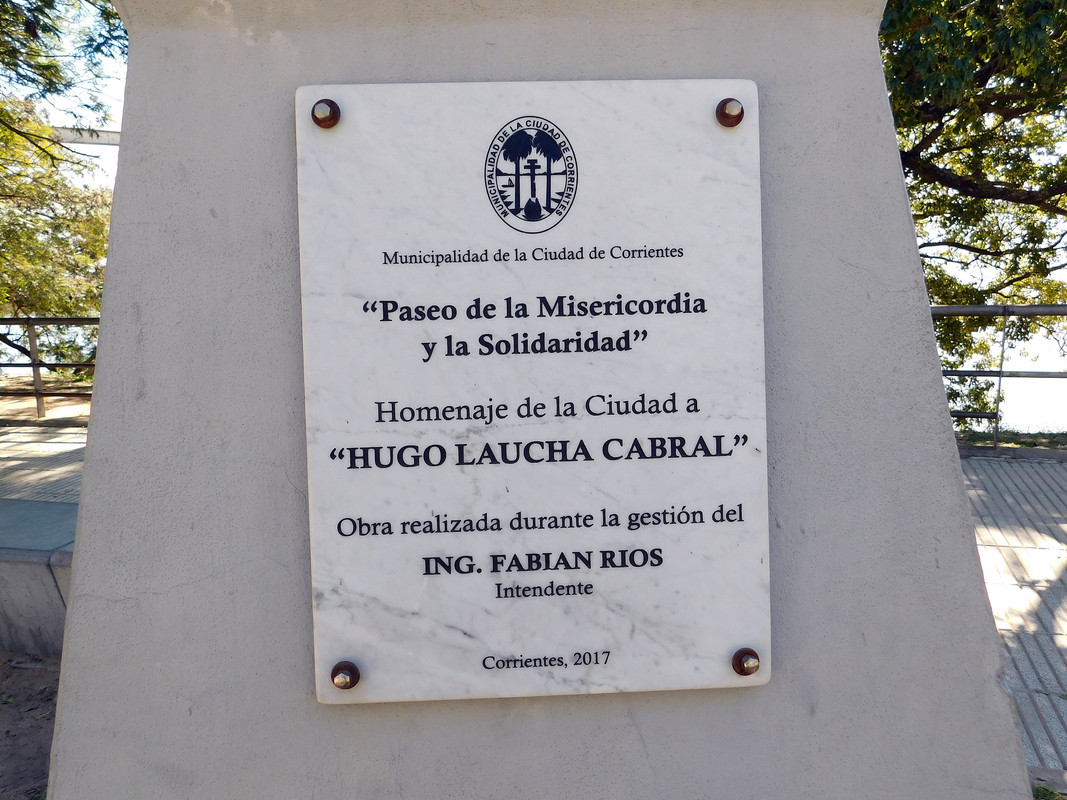 MUNICIPALIDAD DE LA CIUDAD DE CORRIENTES
Municipalidad de la Ciudad de Corrientes
“Paseo de la Misericordia
y la Solidaridad”
Homenaje de la Ciudad a
“HUGO LAUCHA CABRAL”
Obra realizada durante la gestión del
ING. FABIAN RIOS
Intendente
Corrientes, 2017